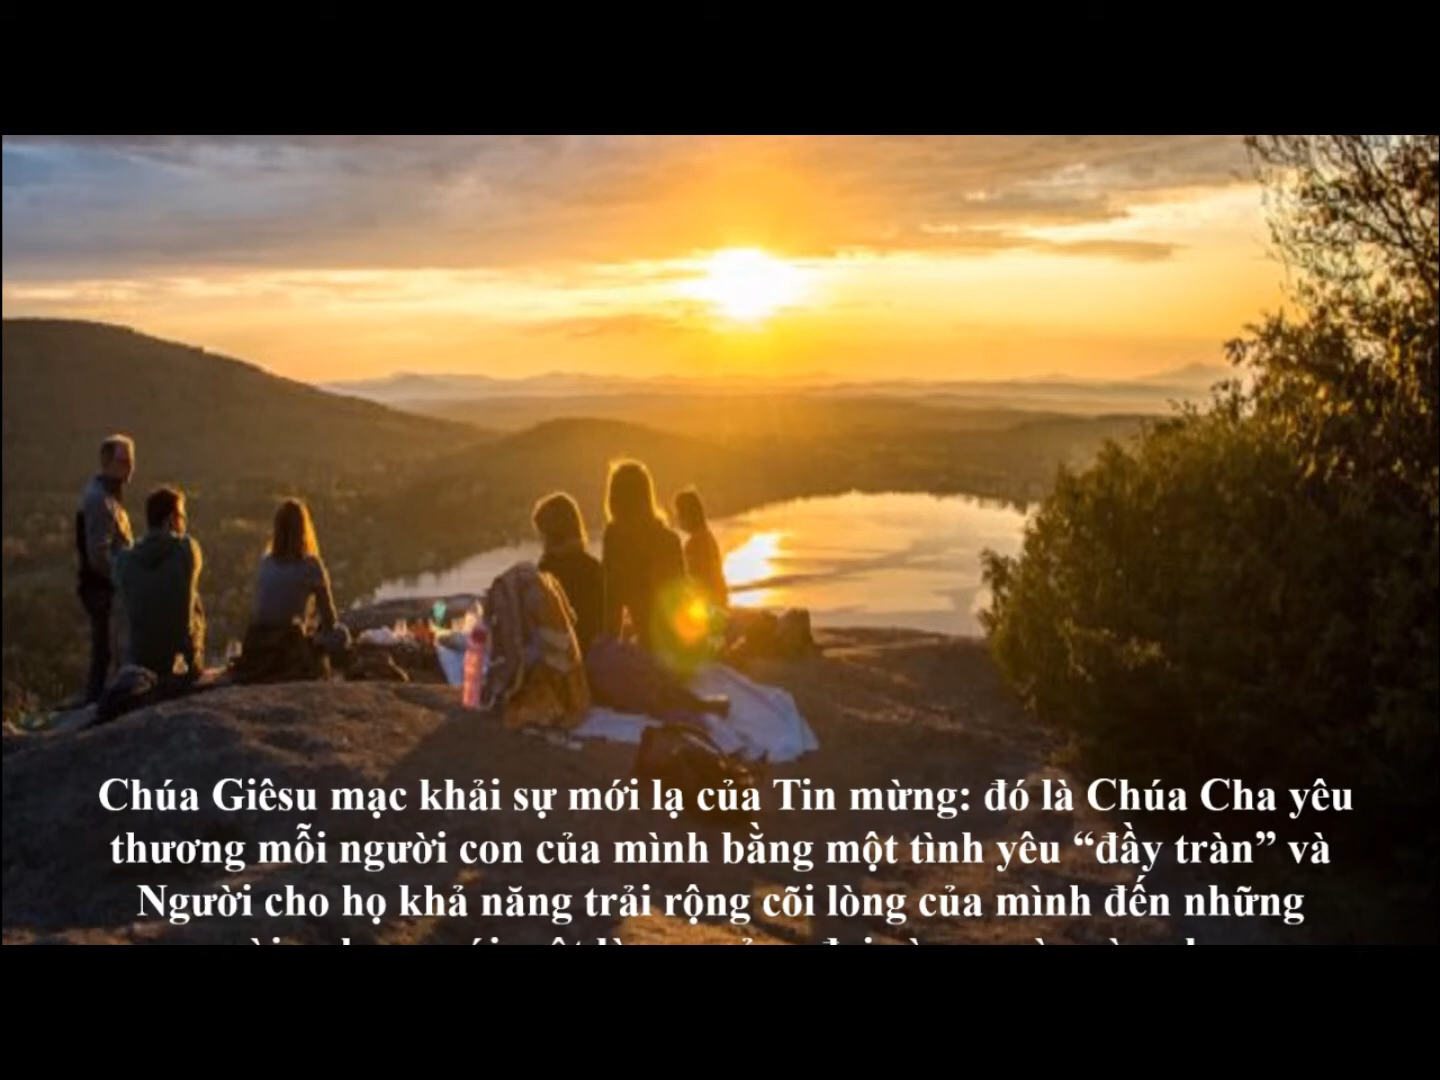 Chúa Giêsu mạc khải sự mới lạ của Tin mừng: đó là Chúa Cha yêu
thương mỗi người con của mình bằng một tình yêu “đầy tràn” và
Người cho họ khả năng trải rộng cõi lòng của mình đến những